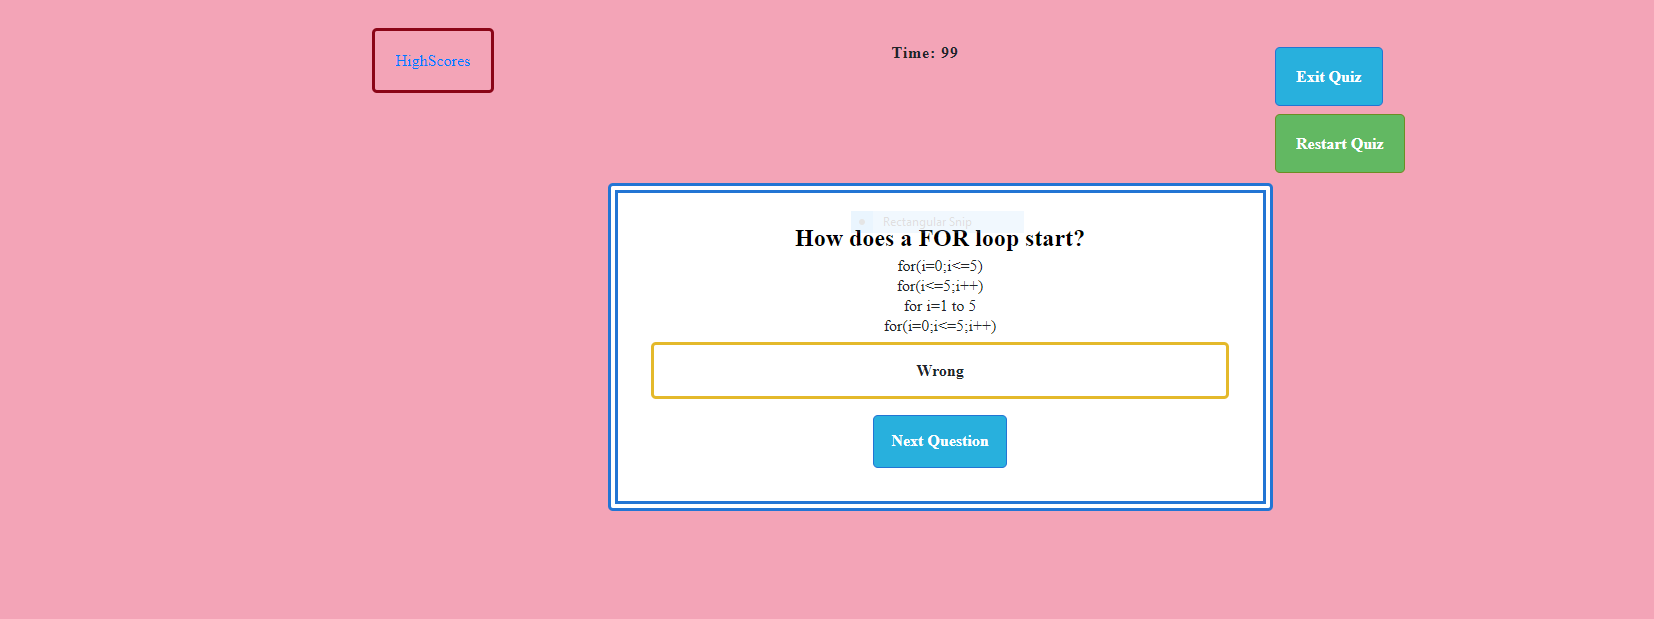 HighScores
Time: 99
Exit Quiz
Restart Quiz
Rectangular Snip
How does a FOR loop start?
for(i=0;i<=5)
for(i<=5;i++)
for i=1 to 5
for(i=0;i<=5;i++)
Wrong
Next Question